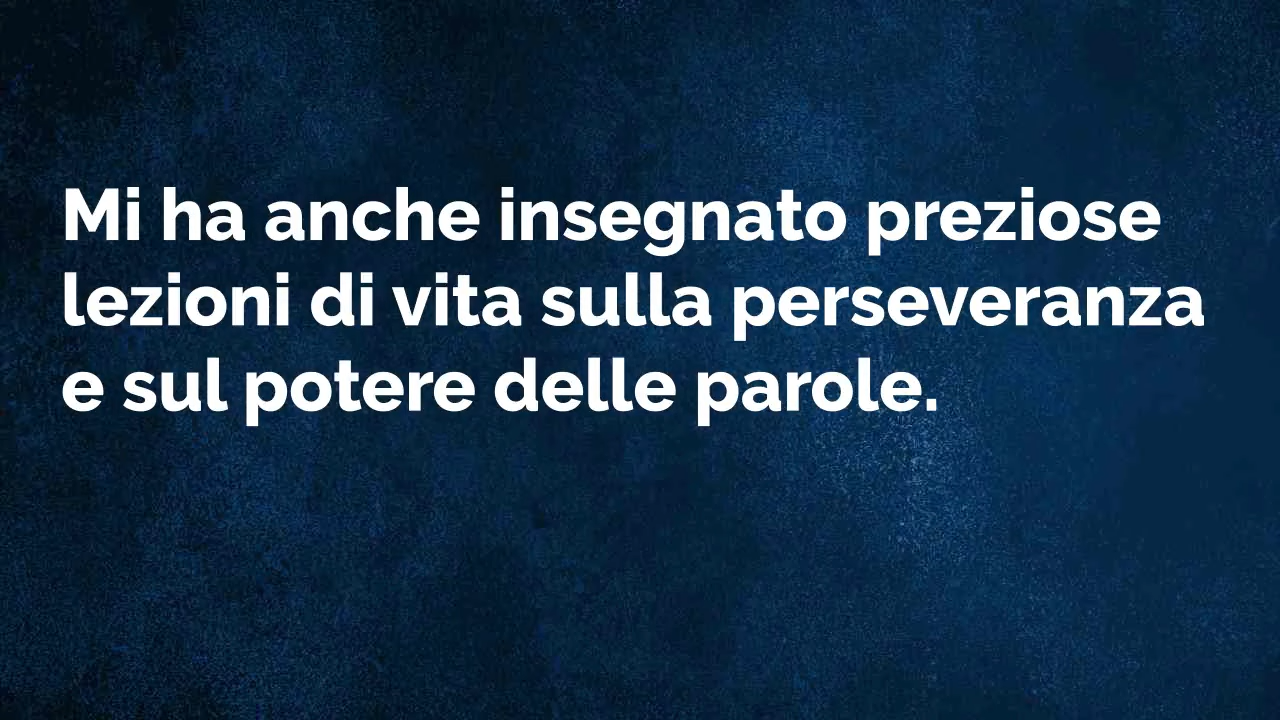 Mi ha anche insegnato preziose
lezioni di vita sulla perseveranza
e sul potere delle parole.